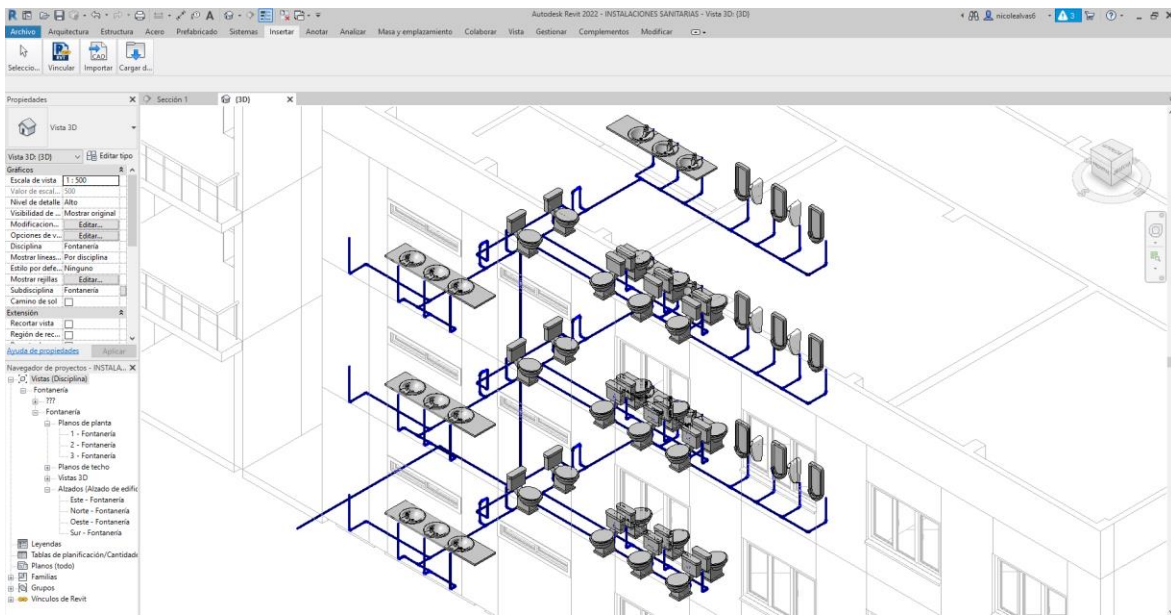 Autodesk Revit 2022 - INSTALACIONES SANITARIAS - Vista 3D: {3D}
nicolealvas6
3
Archivo Arquitectura Estructura Acero Prefabricado Sistemas Insertar Anotar Analizar Masa y emplazamiento Colaborar Vista Gestionar Complementos Modificar
Seleccio... Vincular Importar Cargar d...
Propiedades
Sección 1
{3D}
Vista 3D
Vista 3D: {3D}
Editar tipo
Gráficos
Escala de vista 1 : 500
Valor de escal... 500
Nivel de detalle Alto
Visibilidad de ... Mostrar original
Modificacion... Editar...
Opciones de v... Editar...
Disciplina Fontanería
Mostrar líneas... Por disciplina
Estilo por defe... Ninguno
Mostrar rejillas Editar...
Subdisciplina Fontanería
Camino de sol
Extensión
Recortar vista
Región de rec...
Ayuda de propiedades Aplicar
Navegador de proyectos - INSTALA...
Vistas (Disciplina)
Fontanería
???
Fontanería
Planos de planta
1 - Fontanería
2 - Fontanería
3 - Fontanería
Planos de techo
Vistas 3D
Alzados (Alzado de edific
Este - Fontanería
Norte - Fontanería
Oeste - Fontanería
Sur - Fontanería
Leyendas
Tablas de planificación/Cantidade
Planos (todo)
Familias
Grupos
Vínculos de Revit